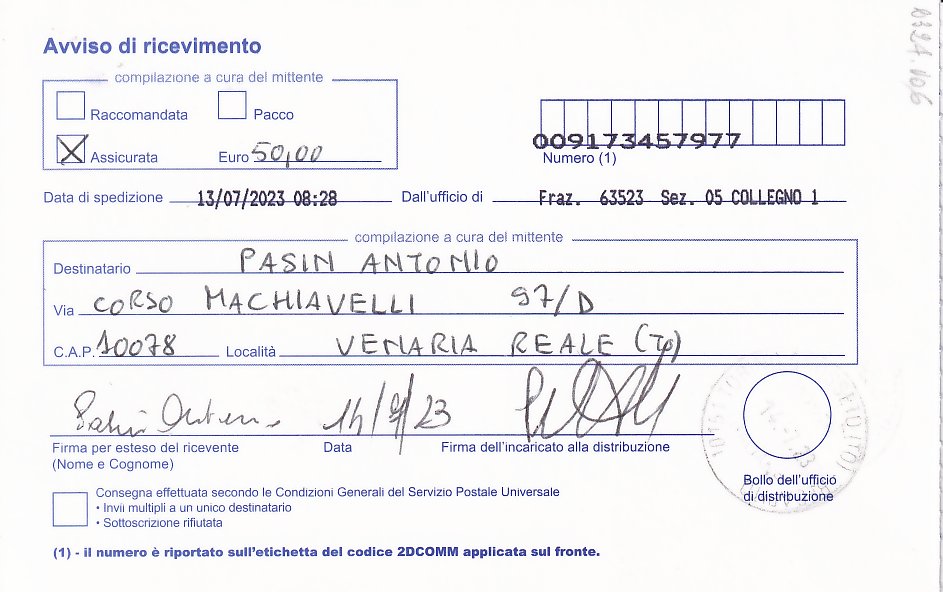 Avviso di ricevimento
compilazione a cura del mittente
Raccomandata Pacco
Assicurata Euro 50,00
009173457977
Numero (1)
Data di spedizione 13/07/2023 08:28 Dall'ufficio di Fraz. 63523 Sez. 05 COLLEGNO 1
compilazione a cura del mittente
Destinatario PASIN ANTONIO
Via CORSO MACHIAVELLI 97/D
C.A.P. 10078 Località VENARIA REALE (TO)
Pasin Antonio 14/7/23
Firma per esteso del ricevente Data Firma dell'incaricato alla distribuzione
(Nome e Cognome)
Bollo dell'ufficio
di distribuzione
Consegna effettuata secondo le Condizioni Generali del Servizio Postale Universale
• Invii multipli a un unico destinatario
• Sottoscrizione rifiutata
(1) - il numero è riportato sull'etichetta del codice 2DCOMM applicata sul fronte.